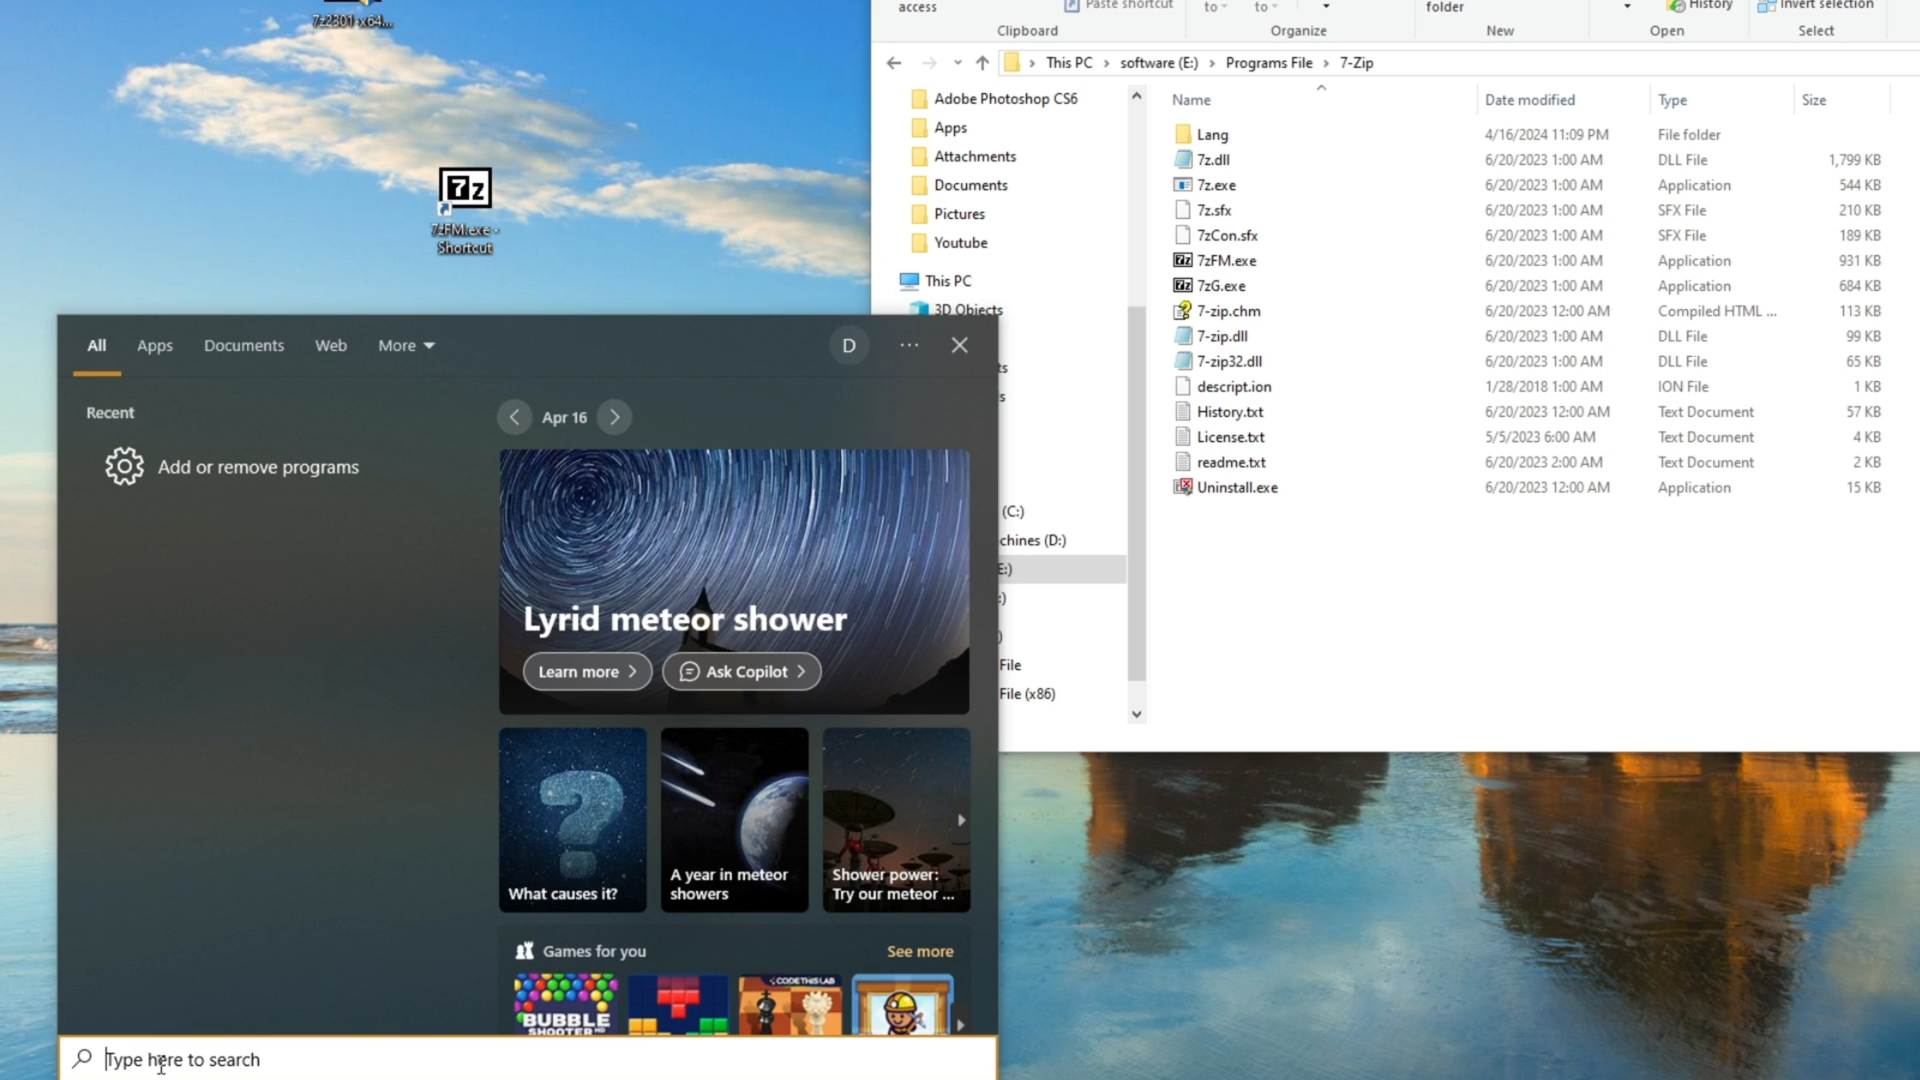 7z2301-x64...
7z
7zFM.exe -
Shortcut
access
Paste shortcut
to
to
folder
History
Invert selection
Clipboard
Organize
New
Open
Select
This PC > software (E:) > Programs File > 7-Zip
Adobe Photoshop CS6
Apps
Attachments
Documents
Pictures
Youtube
This PC
3D Objects
ts
s
(C:)
chines (D:)
E:)
:)
)
File
File (x86)
Name Date modified Type Size
Lang 4/16/2024 11:09 PM File folder
7z.dll 6/20/2023 1:00 AM DLL File 1,799 KB
7z.exe 6/20/2023 1:00 AM Application 544 KB
7z.sfx 6/20/2023 1:00 AM SFX File 210 KB
7zCon.sfx 6/20/2023 1:00 AM SFX File 189 KB
7zFM.exe 6/20/2023 1:00 AM Application 931 KB
7zG.exe 6/20/2023 1:00 AM Application 684 KB
7-zip.chm 6/20/2023 12:00 AM Compiled HTML ... 113 KB
7-zip.dll 6/20/2023 1:00 AM DLL File 99 KB
7-zip32.dll 6/20/2023 1:00 AM DLL File 65 KB
descript.ion 1/28/2018 1:00 AM ION File 1 KB
History.txt 6/20/2023 12:00 AM Text Document 57 KB
License.txt 5/5/2023 6:00 AM Text Document 4 KB
readme.txt 6/20/2023 2:00 AM Text Document 2 KB
Uninstall.exe 6/20/2023 12:00 AM Application 15 KB
All Apps Documents Web More D ...
Recent
Add or remove programs
Apr 16
Lyrid meteor shower
Learn more >
Ask Copilot >
What causes it?
A year in meteor
showers
Shower power:
Try our meteor ...
Games for you
See more
BUBBLE
SHOOTER HD
CODETHISLAB
Type here to search